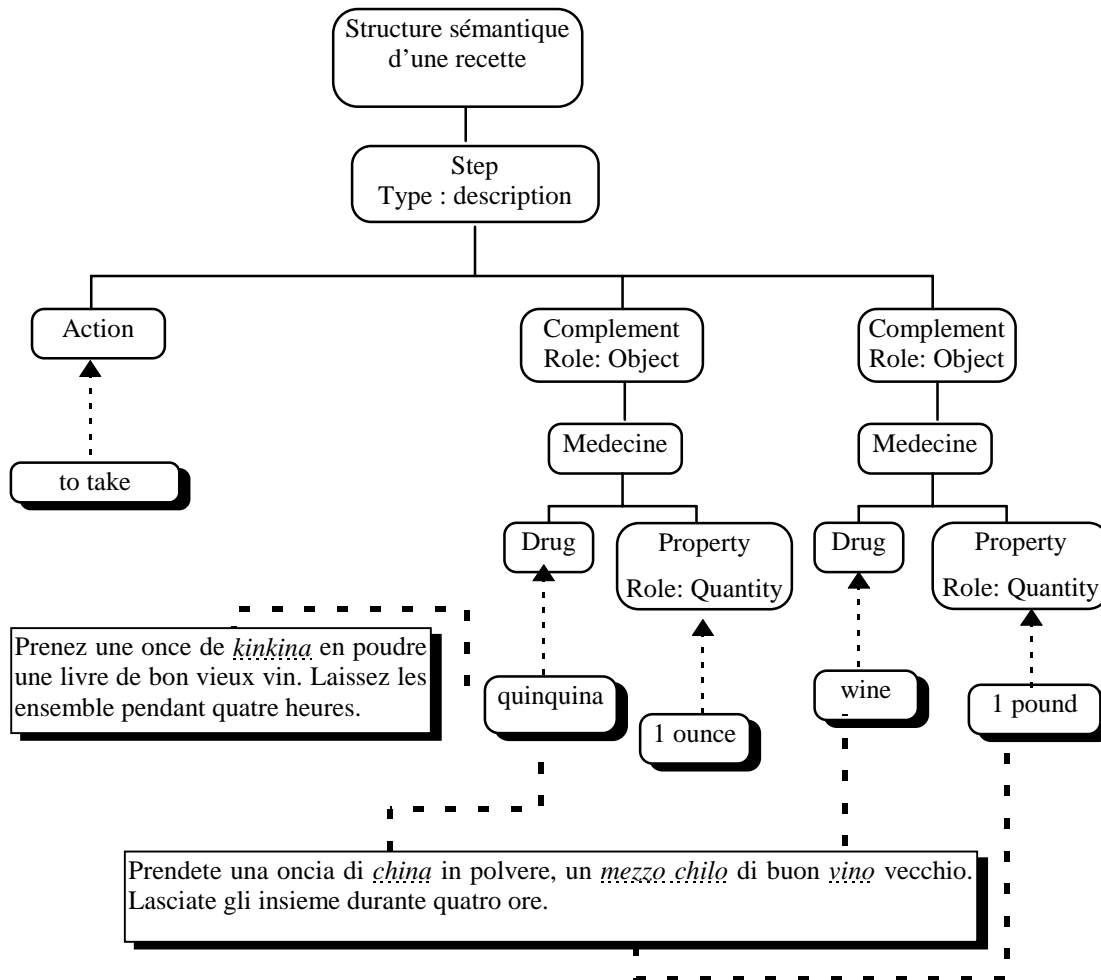 Structure sémantique
d’une recette
Step
Type : description
Action
Complement
Role: Object
Complement
Role: Object
Medecine
Medecine
to take
Drug
Property
Role: Quantity
Drug
Property
Role: Quantity
Prenez une once de kinkina en poudre
une livre de bon vieux vin. Laissez les
ensemble pendant quatre heures.
quinquina
1 ounce
wine
1 pound
Prendete una oncia di china in polvere, un mezzo chilo di buon vino vecchio.
Lasciate gli insieme durante quatro ore.